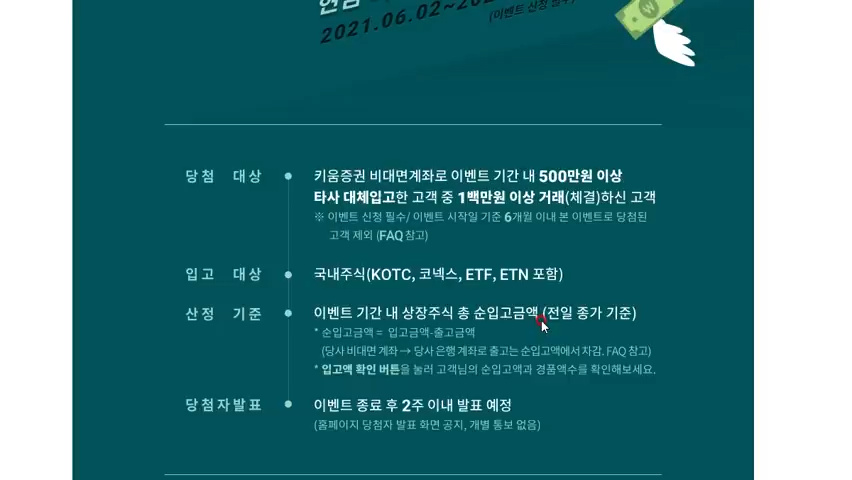 2021.06.02~202
(이벤트 신청 필수)
당첨 대상
키움증권 비대면계좌로 이벤트 기간 내 500만원 이상
타사 대체입고한 고객 중 1백만원 이상 거래(체결)하신 고객
※ 이벤트 신청 필수/ 이벤트 시작일 기준 6개월 이내 본 이벤트로 당첨된
고객 제외 (FAQ 참고)
입고 대상
국내주식(KOTC, 코넥스, ETF, ETN 포함)
산정 기준
이벤트 기간 내 상장주식 총 순입고금액 (전일 종가 기준)
* 순입고금액 = 입고금액-출고금액
(당사 비대면 계좌 → 당사 은행 계좌로 출고는 순입고액에서 차감. FAQ 참고)
* 입고액 확인 버튼을 눌러 고객님의 순입고액과 경품액수를 확인해보세요.
당첨자발표
이벤트 종료 후 2주 이내 발표 예정
(홈페이지 당첨자 발표 화면 공지, 개별 통보 없음)